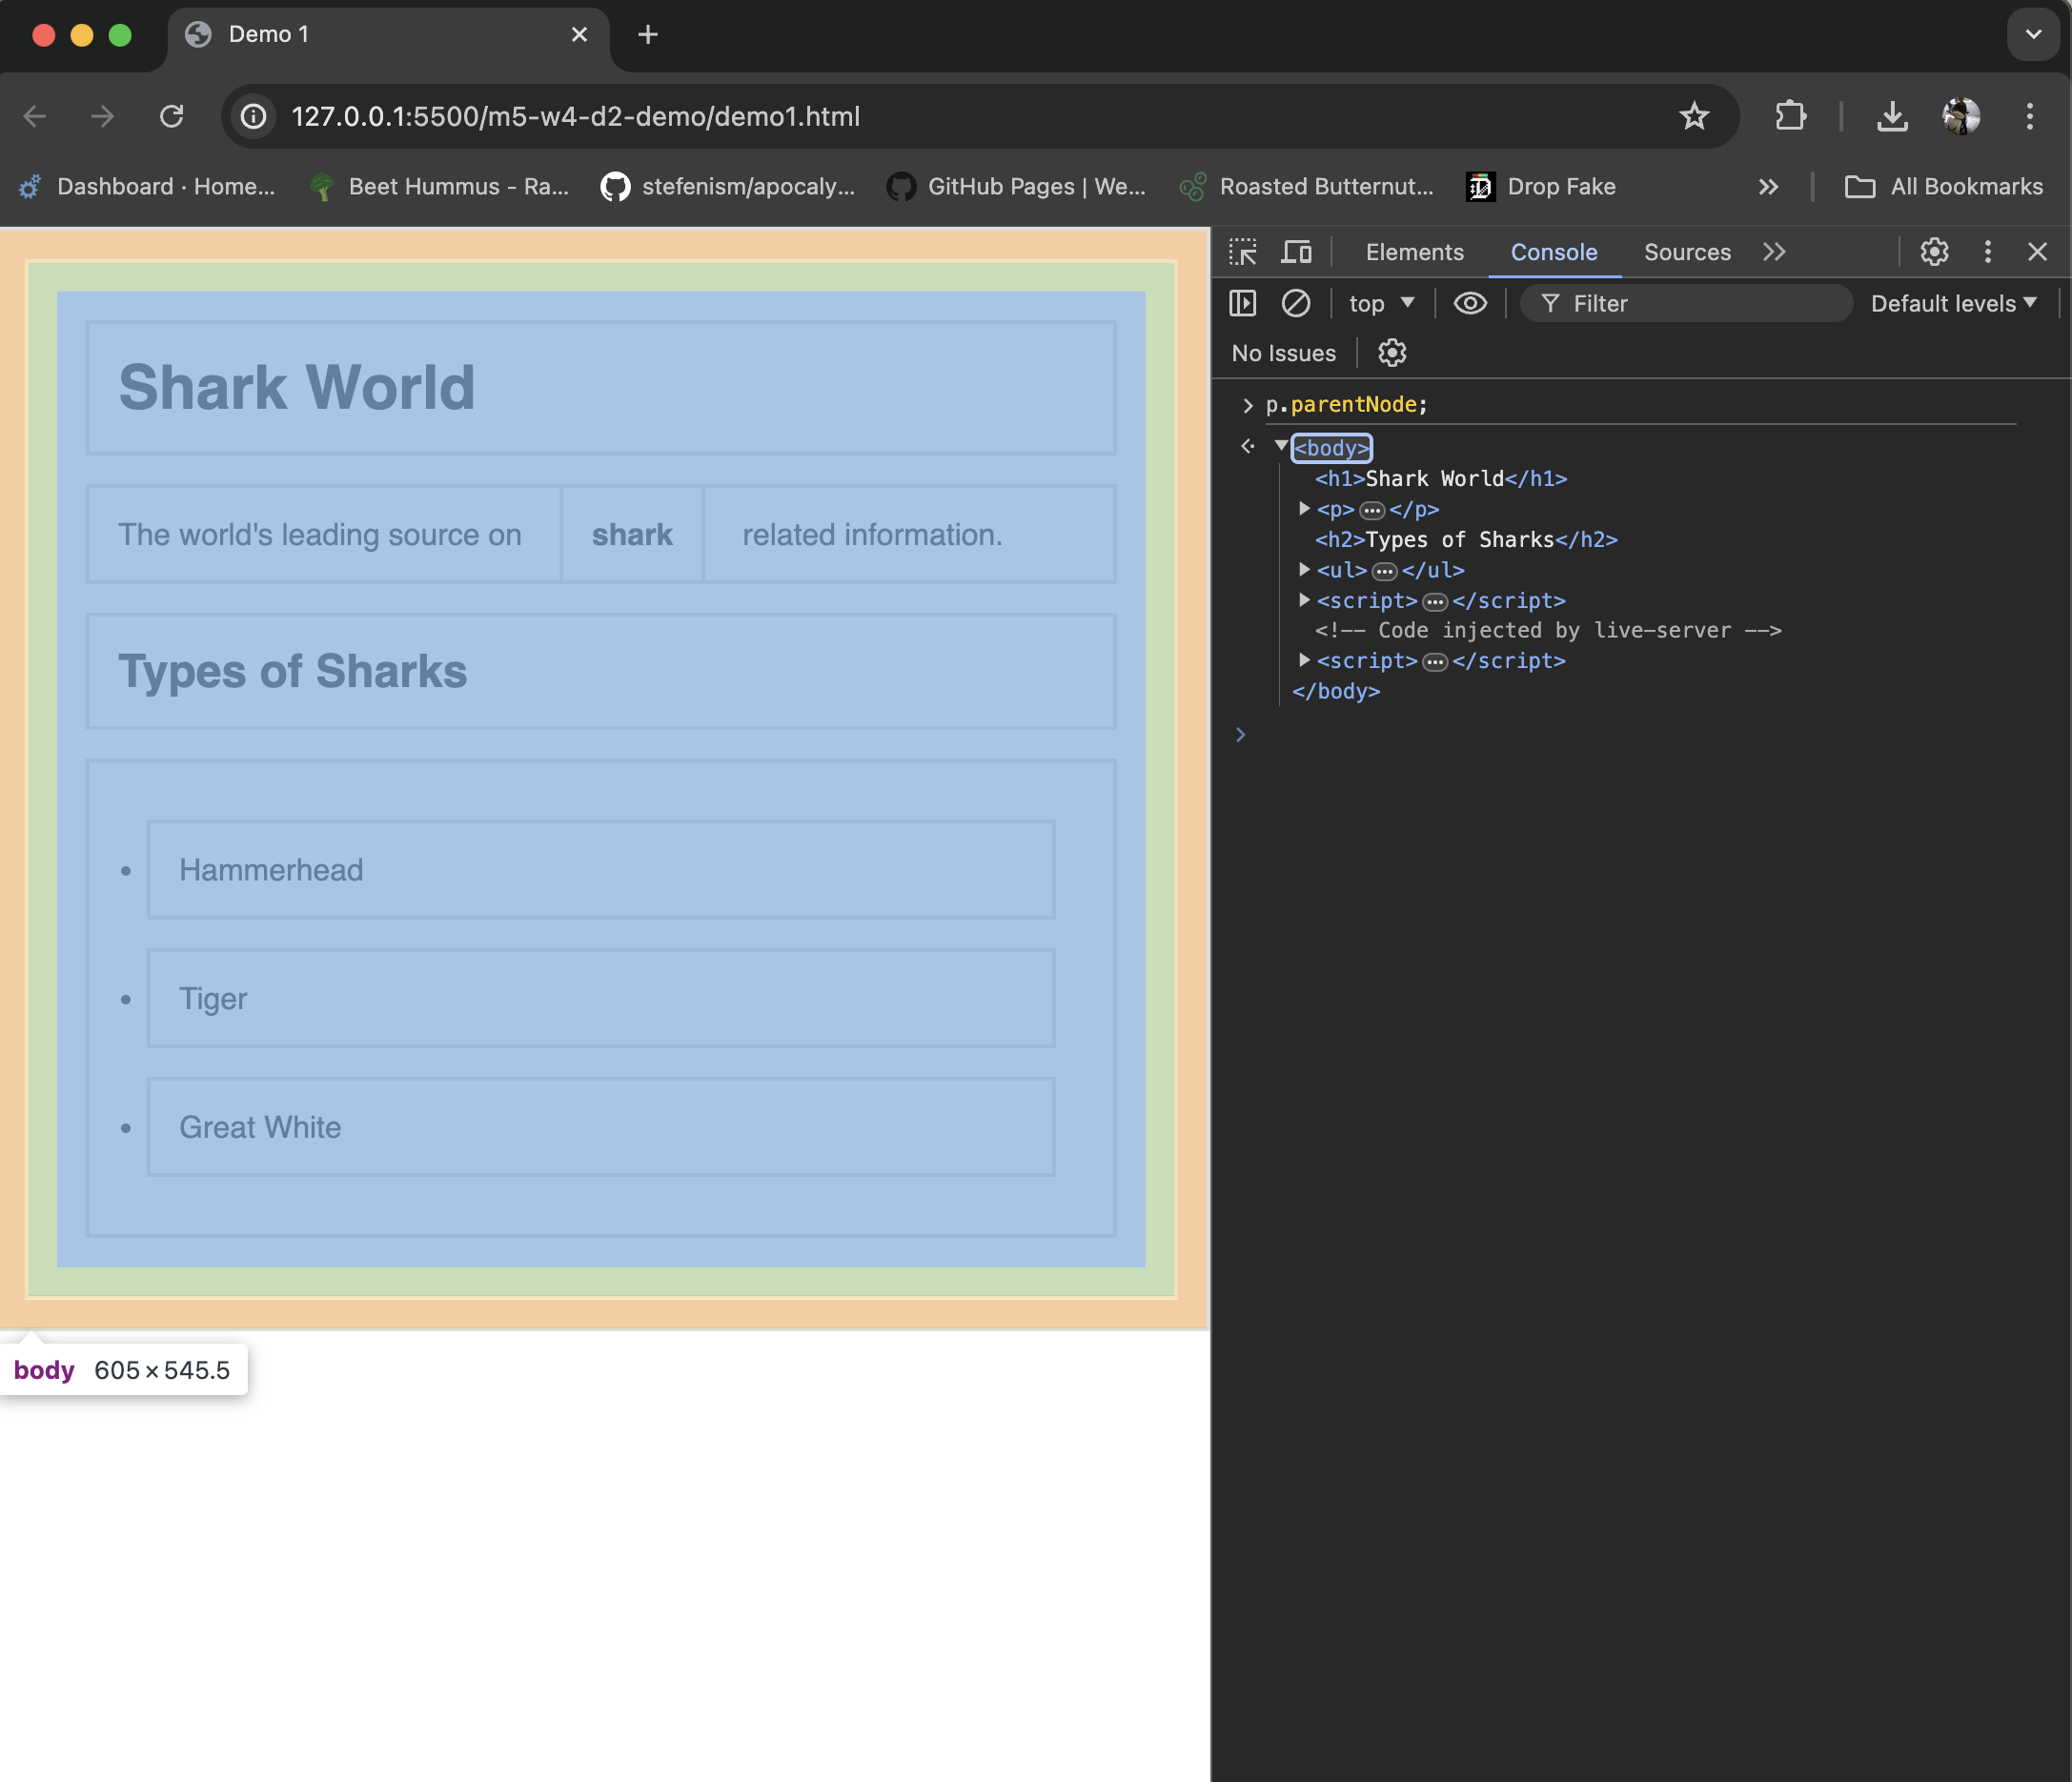 Demo 1
127.0.0.1:5500/m5-w4-d2-demo/demo1.html
Dashboard · Home... Beet Hummus - Ra... stefenism/apocaly... GitHub Pages | We... Roasted Butternut... Drop Fake All Bookmarks
Elements Console Sources
top Filter Default levels
No Issues
p.parentNode;
<body>
<h1>Shark World</h1>
<p>…</p>
<h2>Types of Sharks</h2>
<ul>…</ul>
<script>…</script>
<!-- Code injected by live-server -->
<script>…</script>
</body>
Shark World
The world's leading source on shark related information.
Types of Sharks
• Hammerhead
• Tiger
• Great White
body 605 × 545.5